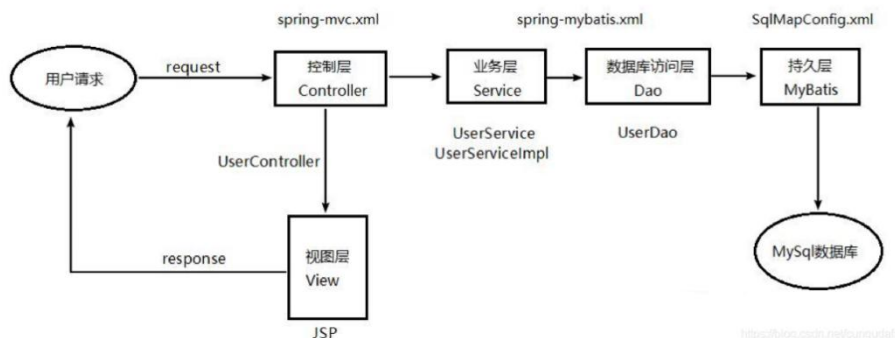 spring-mvc.xml
spring-mybatis.xml
SqlMapConfig.xml
用户请求
request
控制层
Controller
业务层
Service
数据库访问层
Dao
持久层
MyBatis
UserService
UserServiceImpl
UserDao
UserController
response
视图层
View
MySql数据库
JSP